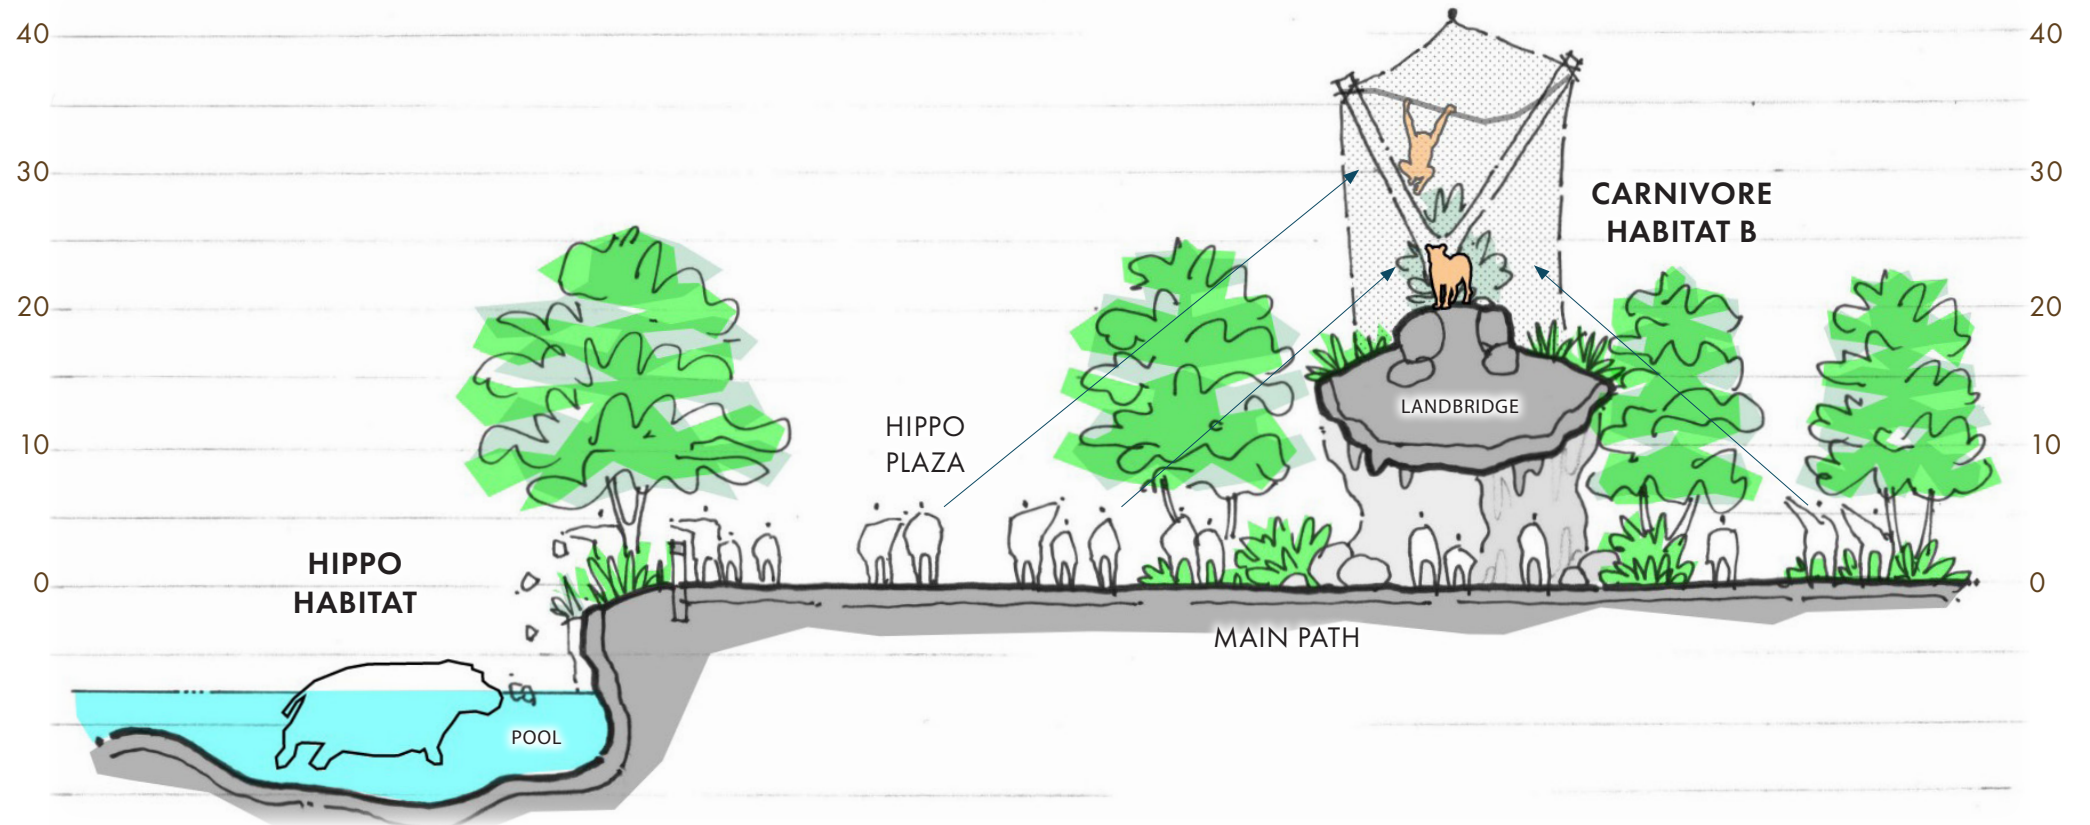 40
40
30
30
CARNIVORE
HABITAT B
20
20
LANDBRIDGE
HIPPO
PLAZA
10
10
HIPPO
HABITAT
0
0
MAIN PATH
POOL